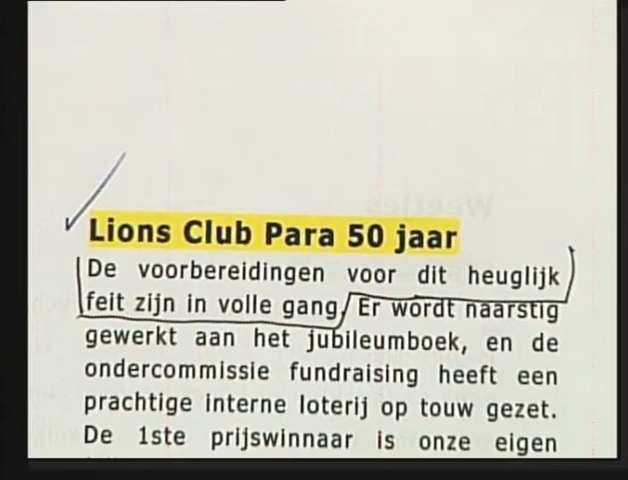 Lions Club Para 50 jaar
De voorbereidingen voor dit heuglijk
feit zijn in volle gang. Er wordt naarstig
gewerkt aan het jubileumboek, en de
ondercommissie fundraising heeft een
prachtige interne loterij op touw gezet.
De 1ste prijswinnaar is onze eigen